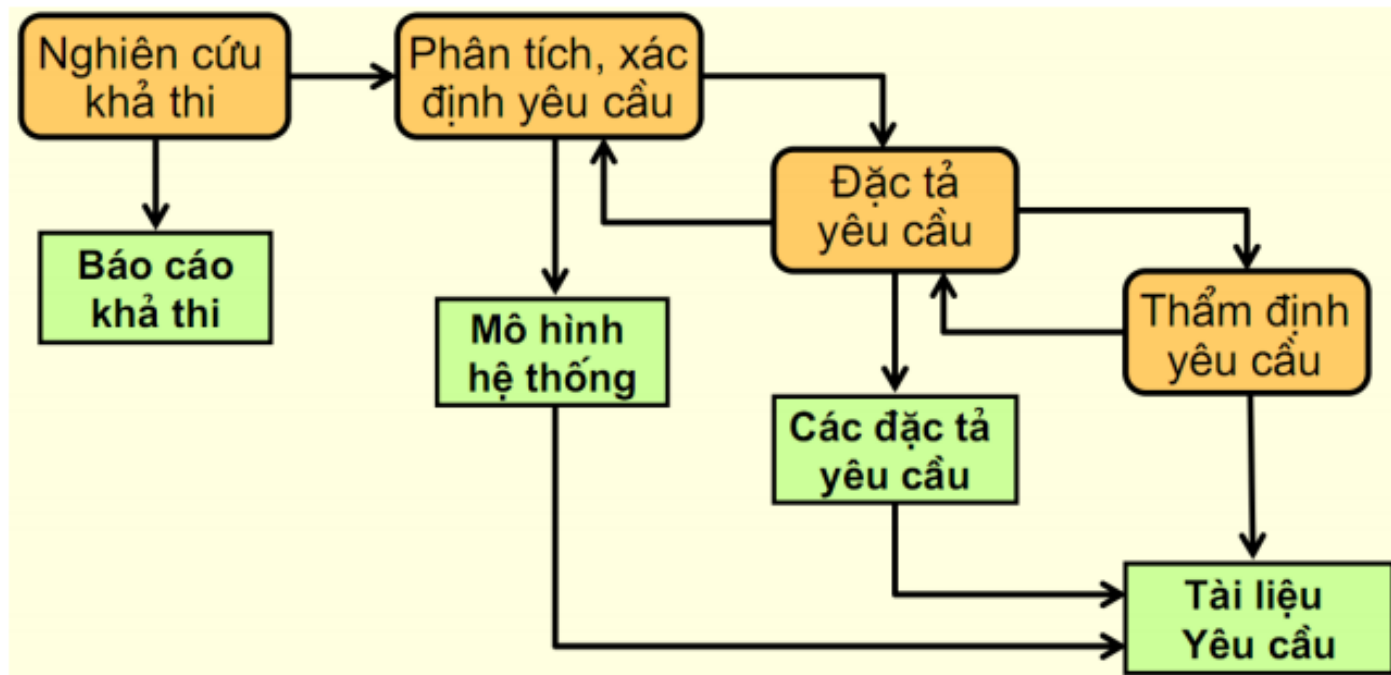 Nghiên cứu
khả thi
Phân tích, xác
định yêu cầu
Đặc tả
yêu cầu
Thẩm định
yêu cầu
Báo cáo
khả thi
Mô hình
hệ thống
Các đặc tả
yêu cầu
Tài liệu
Yêu cầu